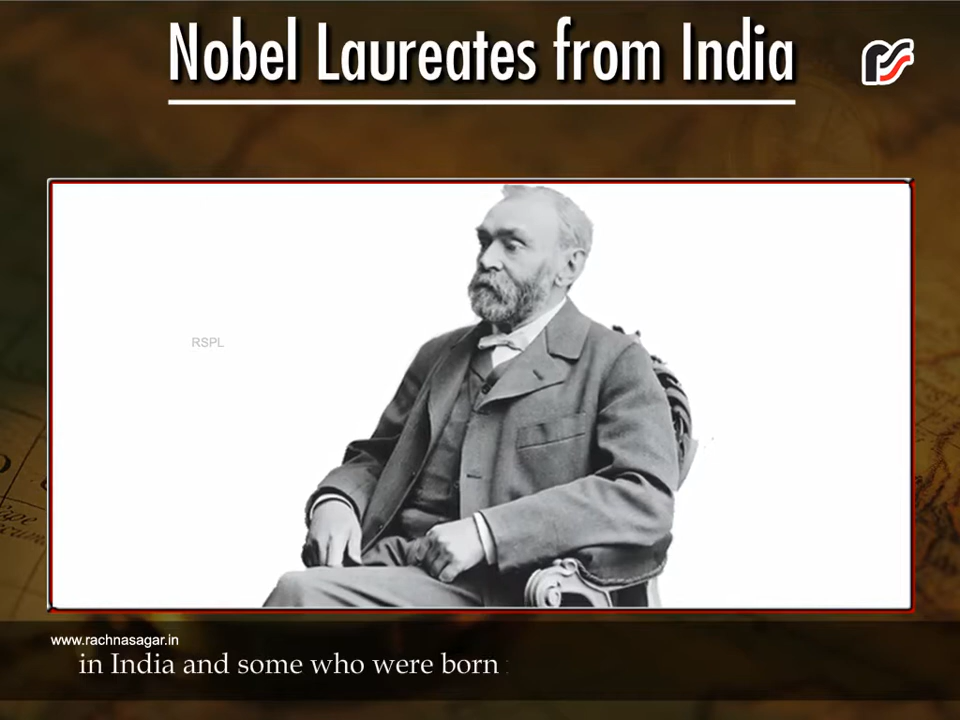 Nobel Laureates from India
RSPL
www.rachnasagar.in
in India and some who were born